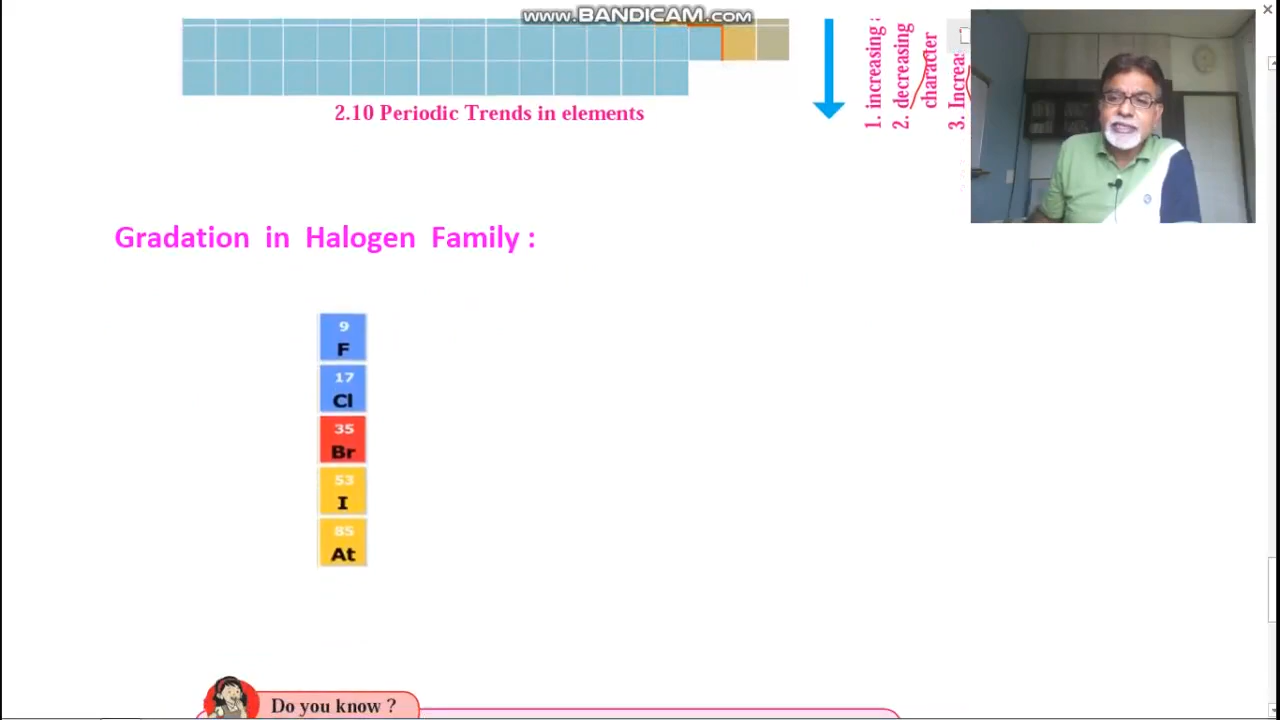 www.BANDICAM.com
1. increasing
2. decreasing
character
3.
2.10 Periodic Trends in elements
Gradation in Halogen Family :
9
F
17
Cl
35
Br
53
I
85
At
Do you know ?